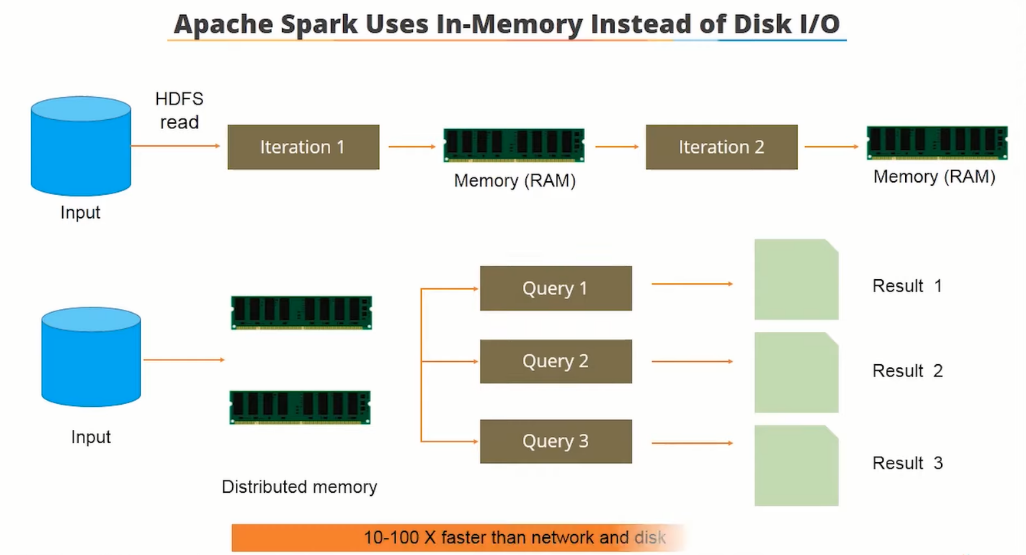 Apache Spark Uses In-Memory Instead of Disk I/O
HDFS
read
Iteration 1
Iteration 2
Memory (RAM)
Memory (RAM)
Input
Query 1
Result 1
Query 2
Result 2
Query 3
Result 3
Input
Distributed memory
10-100 X faster than network and disk